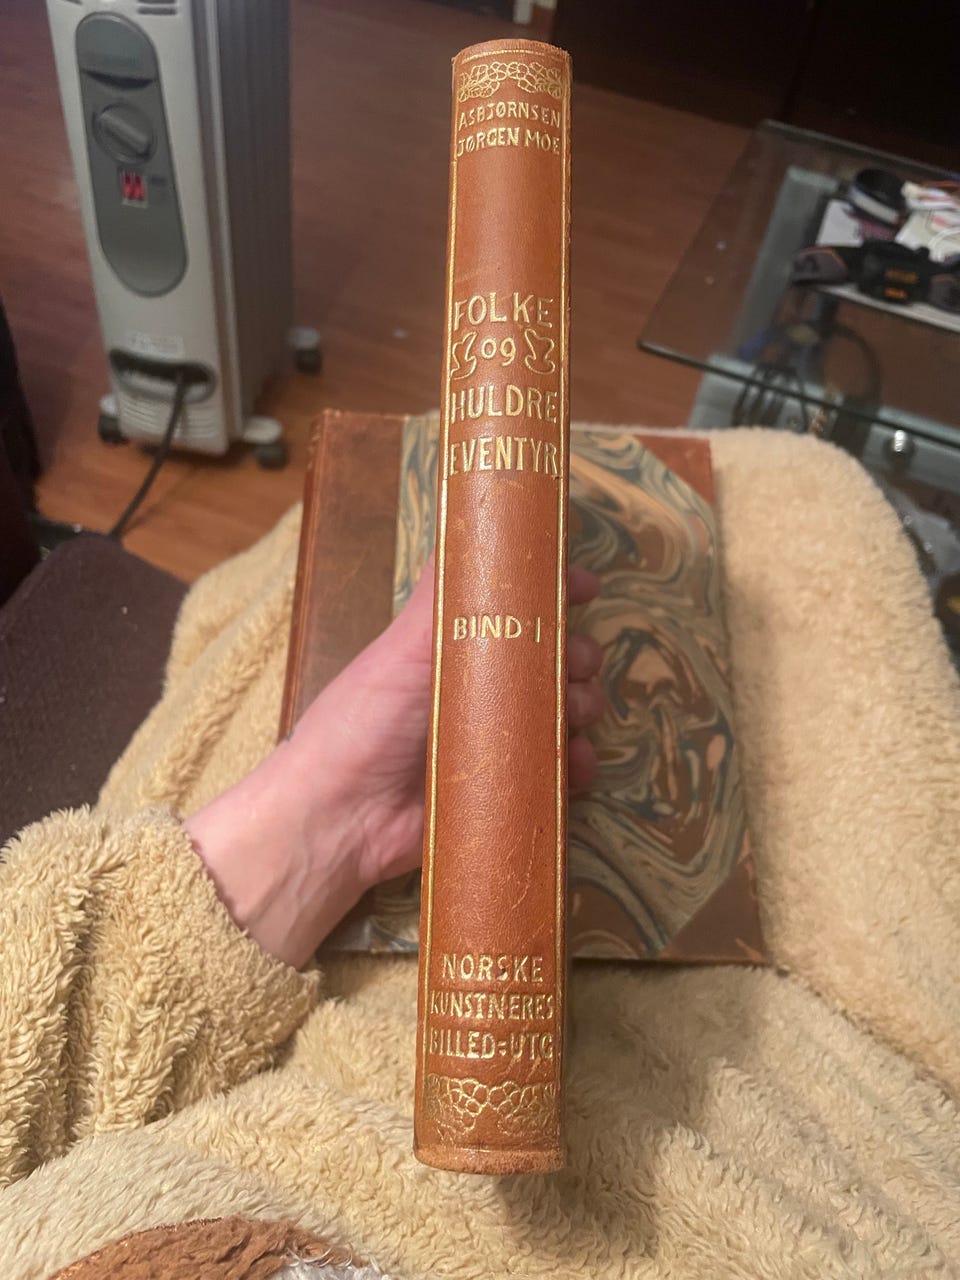 ASBJØRNSEN
JØRGEN MOE
FOLKE
OG
HULDRE
EVENTYR
BIND I
NORSKE
KUNSTNERES
BILLED=UTG.